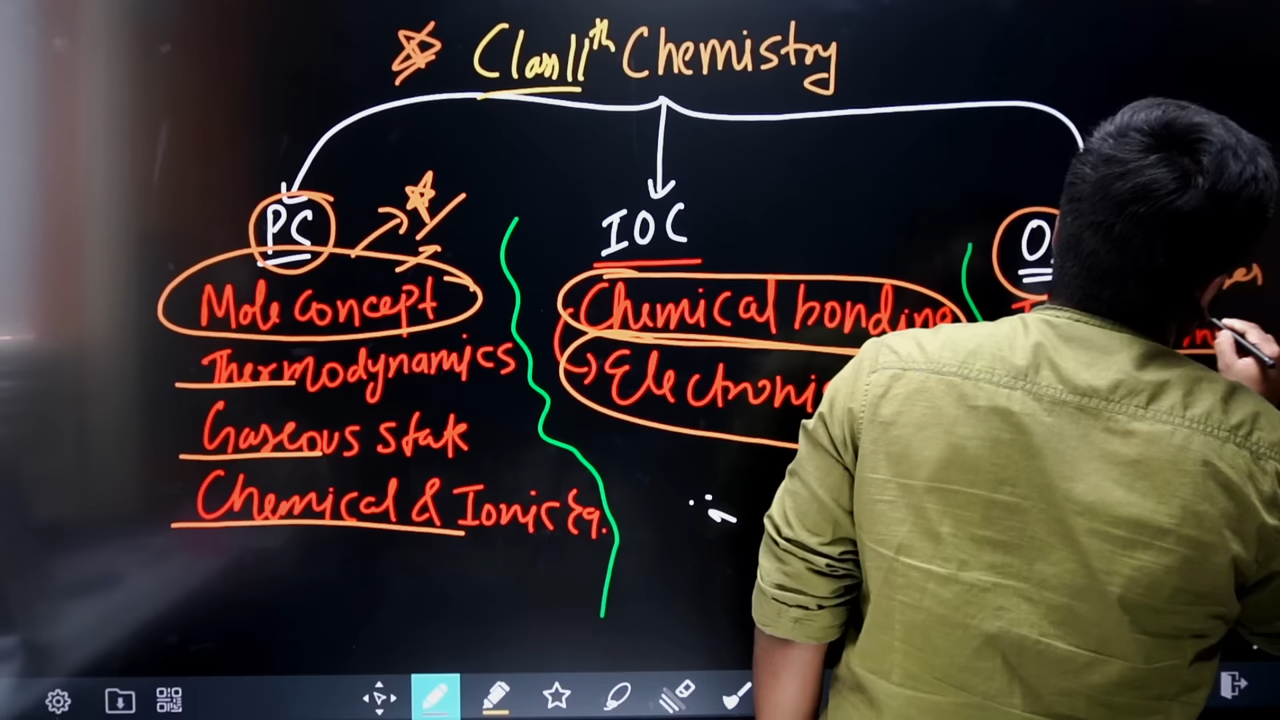 Class 11th Chemistry
PC
Mole concept
Thermodynamics
Gaseous state
Chemical & Ionic Eq.
IOC
Chemical bonding
Electroni
O